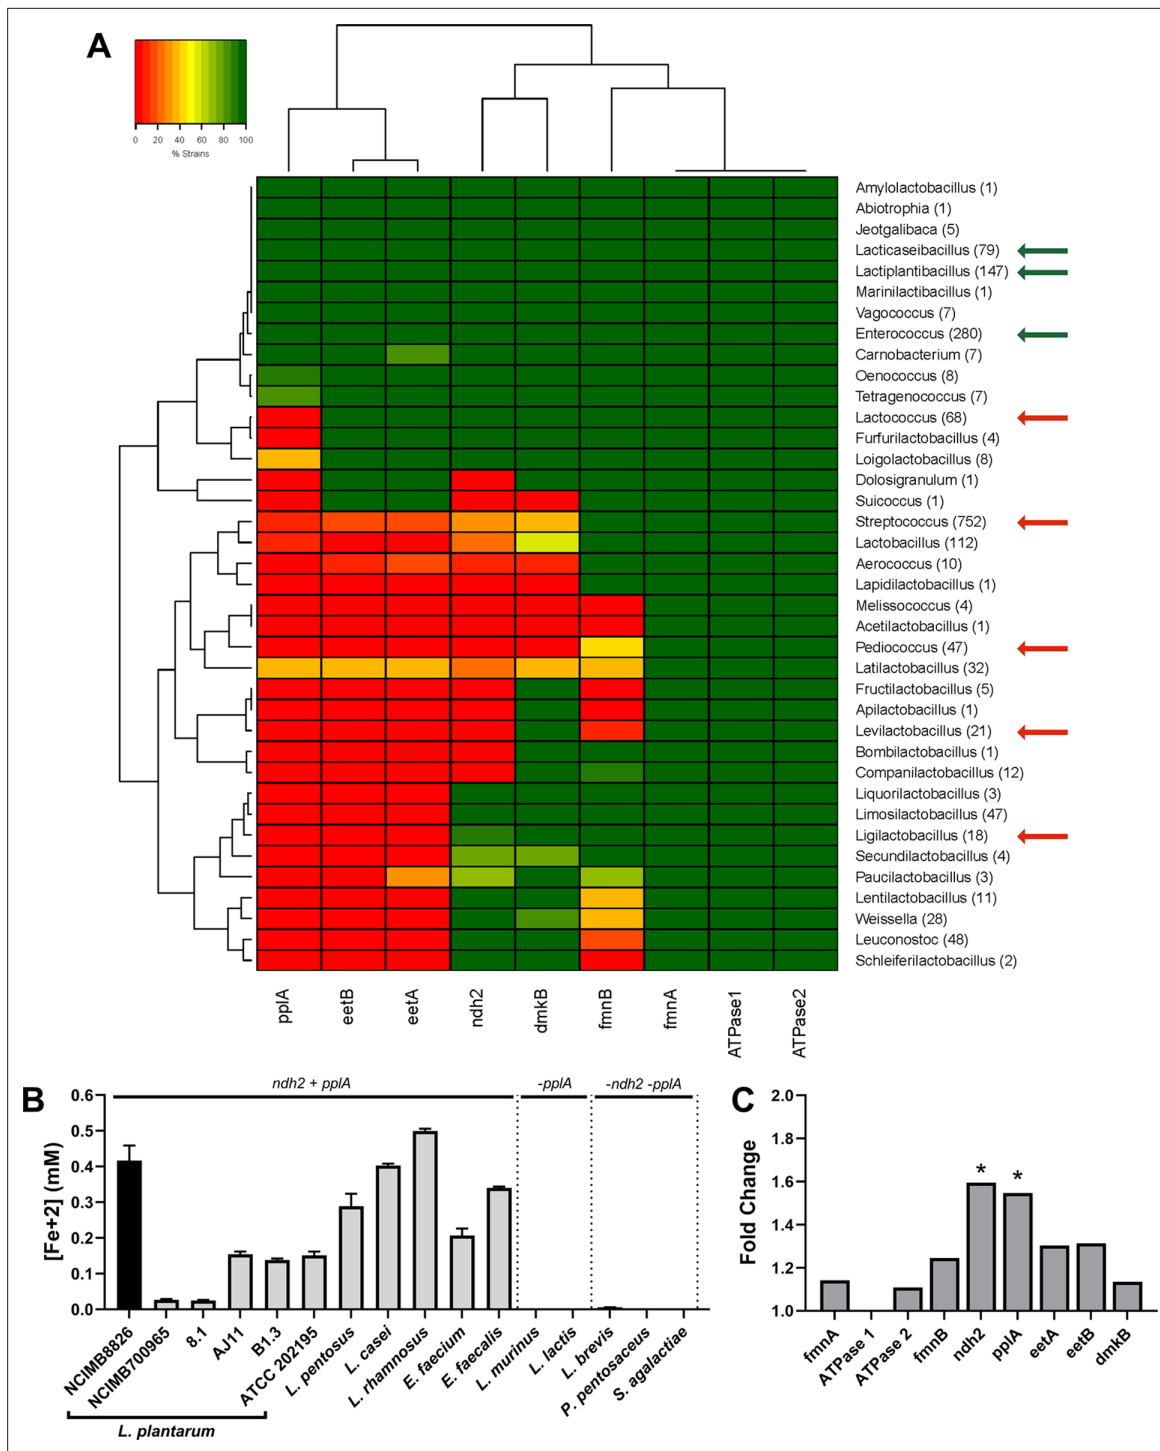 A
0 20 40 60 80 100
% Strains
Amylolactobacillus (1)
Abiotrophia (1)
Jeotgalibaca (5)
Lacticaseibacillus (79)
Lactiplantibacillus (147)
Marinilactibacillus (1)
Vagococcus (7)
Enterococcus (280)
Carnobacterium (7)
Oenococcus (8)
Tetragenococcus (7)
Lactococcus (68)
Furfurilactobacillus (4)
Loigolactobacillus (8)
Dolosigranulum (1)
Suicoccus (1)
Streptococcus (752)
Lactobacillus (112)
Aerococcus (10)
Lapidilactobacillus (1)
Melissococcus (4)
Acetilactobacillus (1)
Pediococcus (47)
Latilactobacillus (32)
Fructilactobacillus (5)
Apilactobacillus (1)
Levilactobacillus (21)
Bombilactobacillus (1)
Companilactobacillus (12)
Liquorilactobacillus (3)
Limosilactobacillus (47)
Ligilactobacillus (18)
Secundilactobacillus (4)
Paucilactobacillus (3)
Lentilactobacillus (11)
Weissella (28)
Leuconostoc (48)
Schleiferilactobacillus (2)
pplA
eetB
eetA
ndh2
dmkB
fmnB
fmnA
ATPase1
ATPase2
B
ndh2 + pplA
-pplA
-ndh2 -pplA
[Fe+2] (mM)
0.6
0.5
0.4
0.3
0.2
0.1
0.0
NCIMB8826
NCIMB700965
8.1
AJ11
B1.3
ATCC 202195
L. pentosus
L. casei
L. rhamnosus
E. faecium
E. faecalis
L. murinus
L. lactis
L. brevis
P. pentosaceus
S. agalactiae
L. plantarum
C
Fold Change
2.0
1.8
1.6
1.4
1.2
1.0
* *
fmnA
ATPase 1
ATPase 2
fmnB
ndh2
pplA
eetA
eetB
dmkB